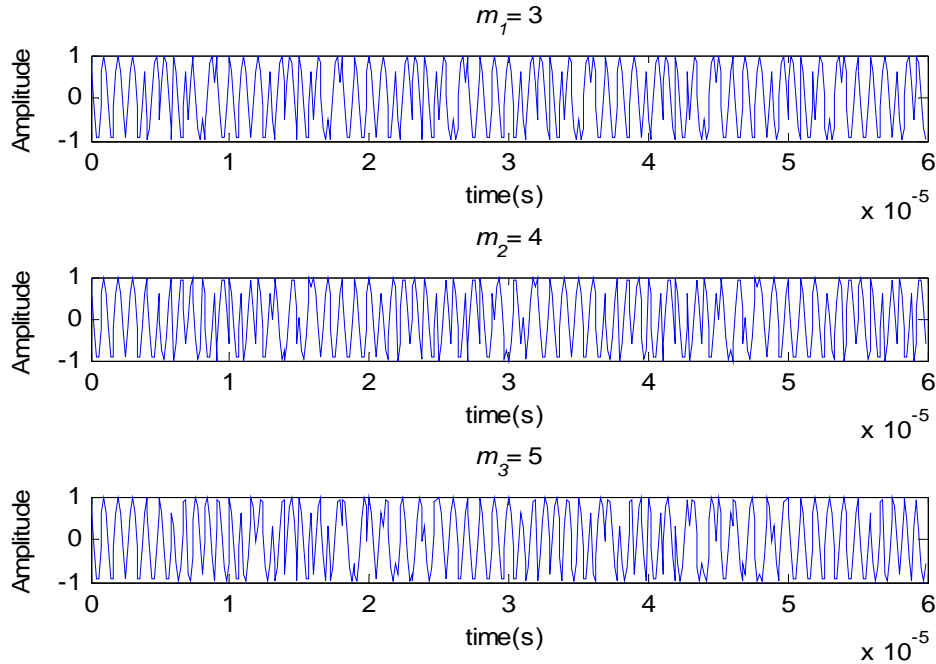 m1= 3
Amplitude
1
0
-1
0 1 2 3 4 5 6
time(s)
x 10-5
m2= 4
Amplitude
1
0
-1
0 1 2 3 4 5 6
time(s)
x 10-5
m3= 5
Amplitude
1
0
-1
0 1 2 3 4 5 6
time(s)
x 10-5